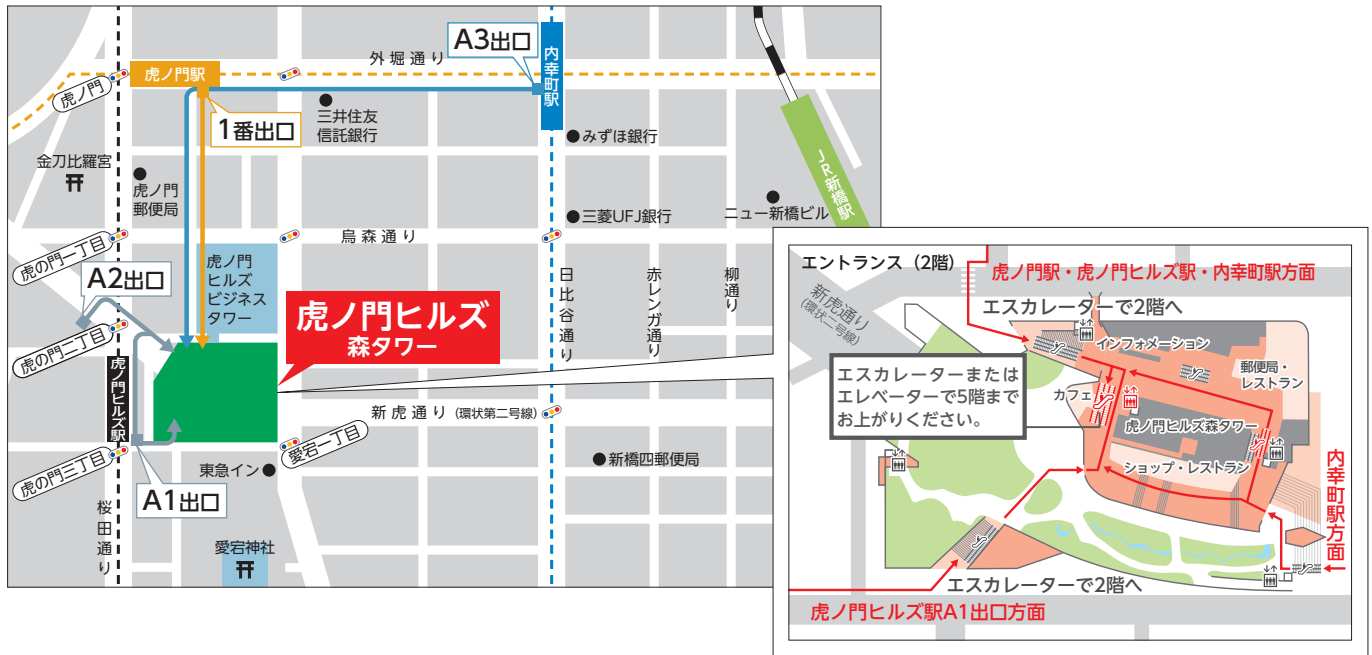 A3出口
外堀通り
内幸町駅
虎ノ門駅
虎ノ門
1番出口
三井住友
信託銀行
みずほ銀行
JR新橋駅
金刀比羅宮
虎ノ門
郵便局
三菱UFJ銀行
ニュー新橋ビル
烏森通り
虎の門一丁目
A2出口
虎ノ門
ヒルズ
ビジネス
タワー
日比谷通り
赤レンガ通り
柳通り
虎ノ門ヒルズ
森タワー
虎の門二丁目
虎ノ門ヒルズ駅
新虎通り(環状第二号線)
虎の門三丁目
愛宕一丁目
東急イン
新橋四郵便局
A1出口
桜田通り
愛宕神社
エントランス(2階)
虎ノ門駅・虎ノ門ヒルズ駅・内幸町駅方面
新虎通り
(環状二号線)
エスカレーターで2階へ
インフォメーション
郵便局・
レストラン
エスカレーターまたは
エレベーターで5階まで
お上がりください。
カフェ
虎ノ門ヒルズ森タワー
ショップ・レストラン
内幸町駅方面
エスカレーターで2階へ
虎ノ門ヒルズ駅A1出口方面